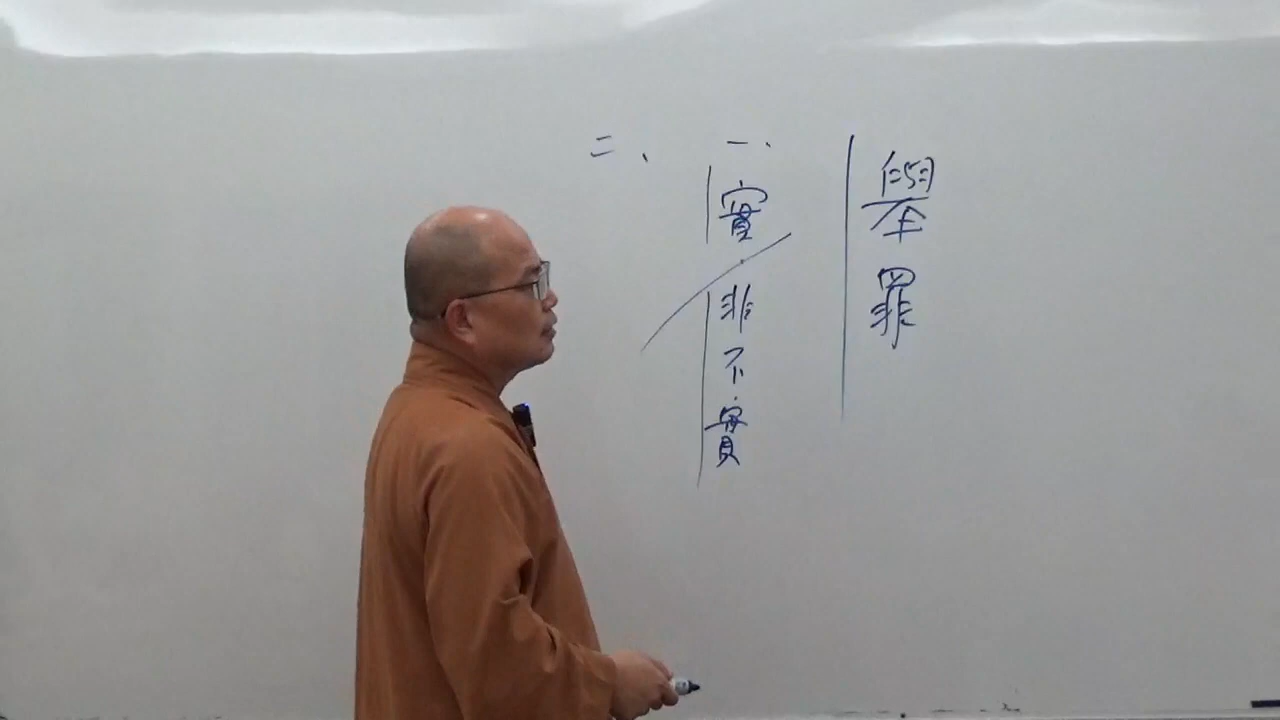 舉罪
一、實．非不實
二、